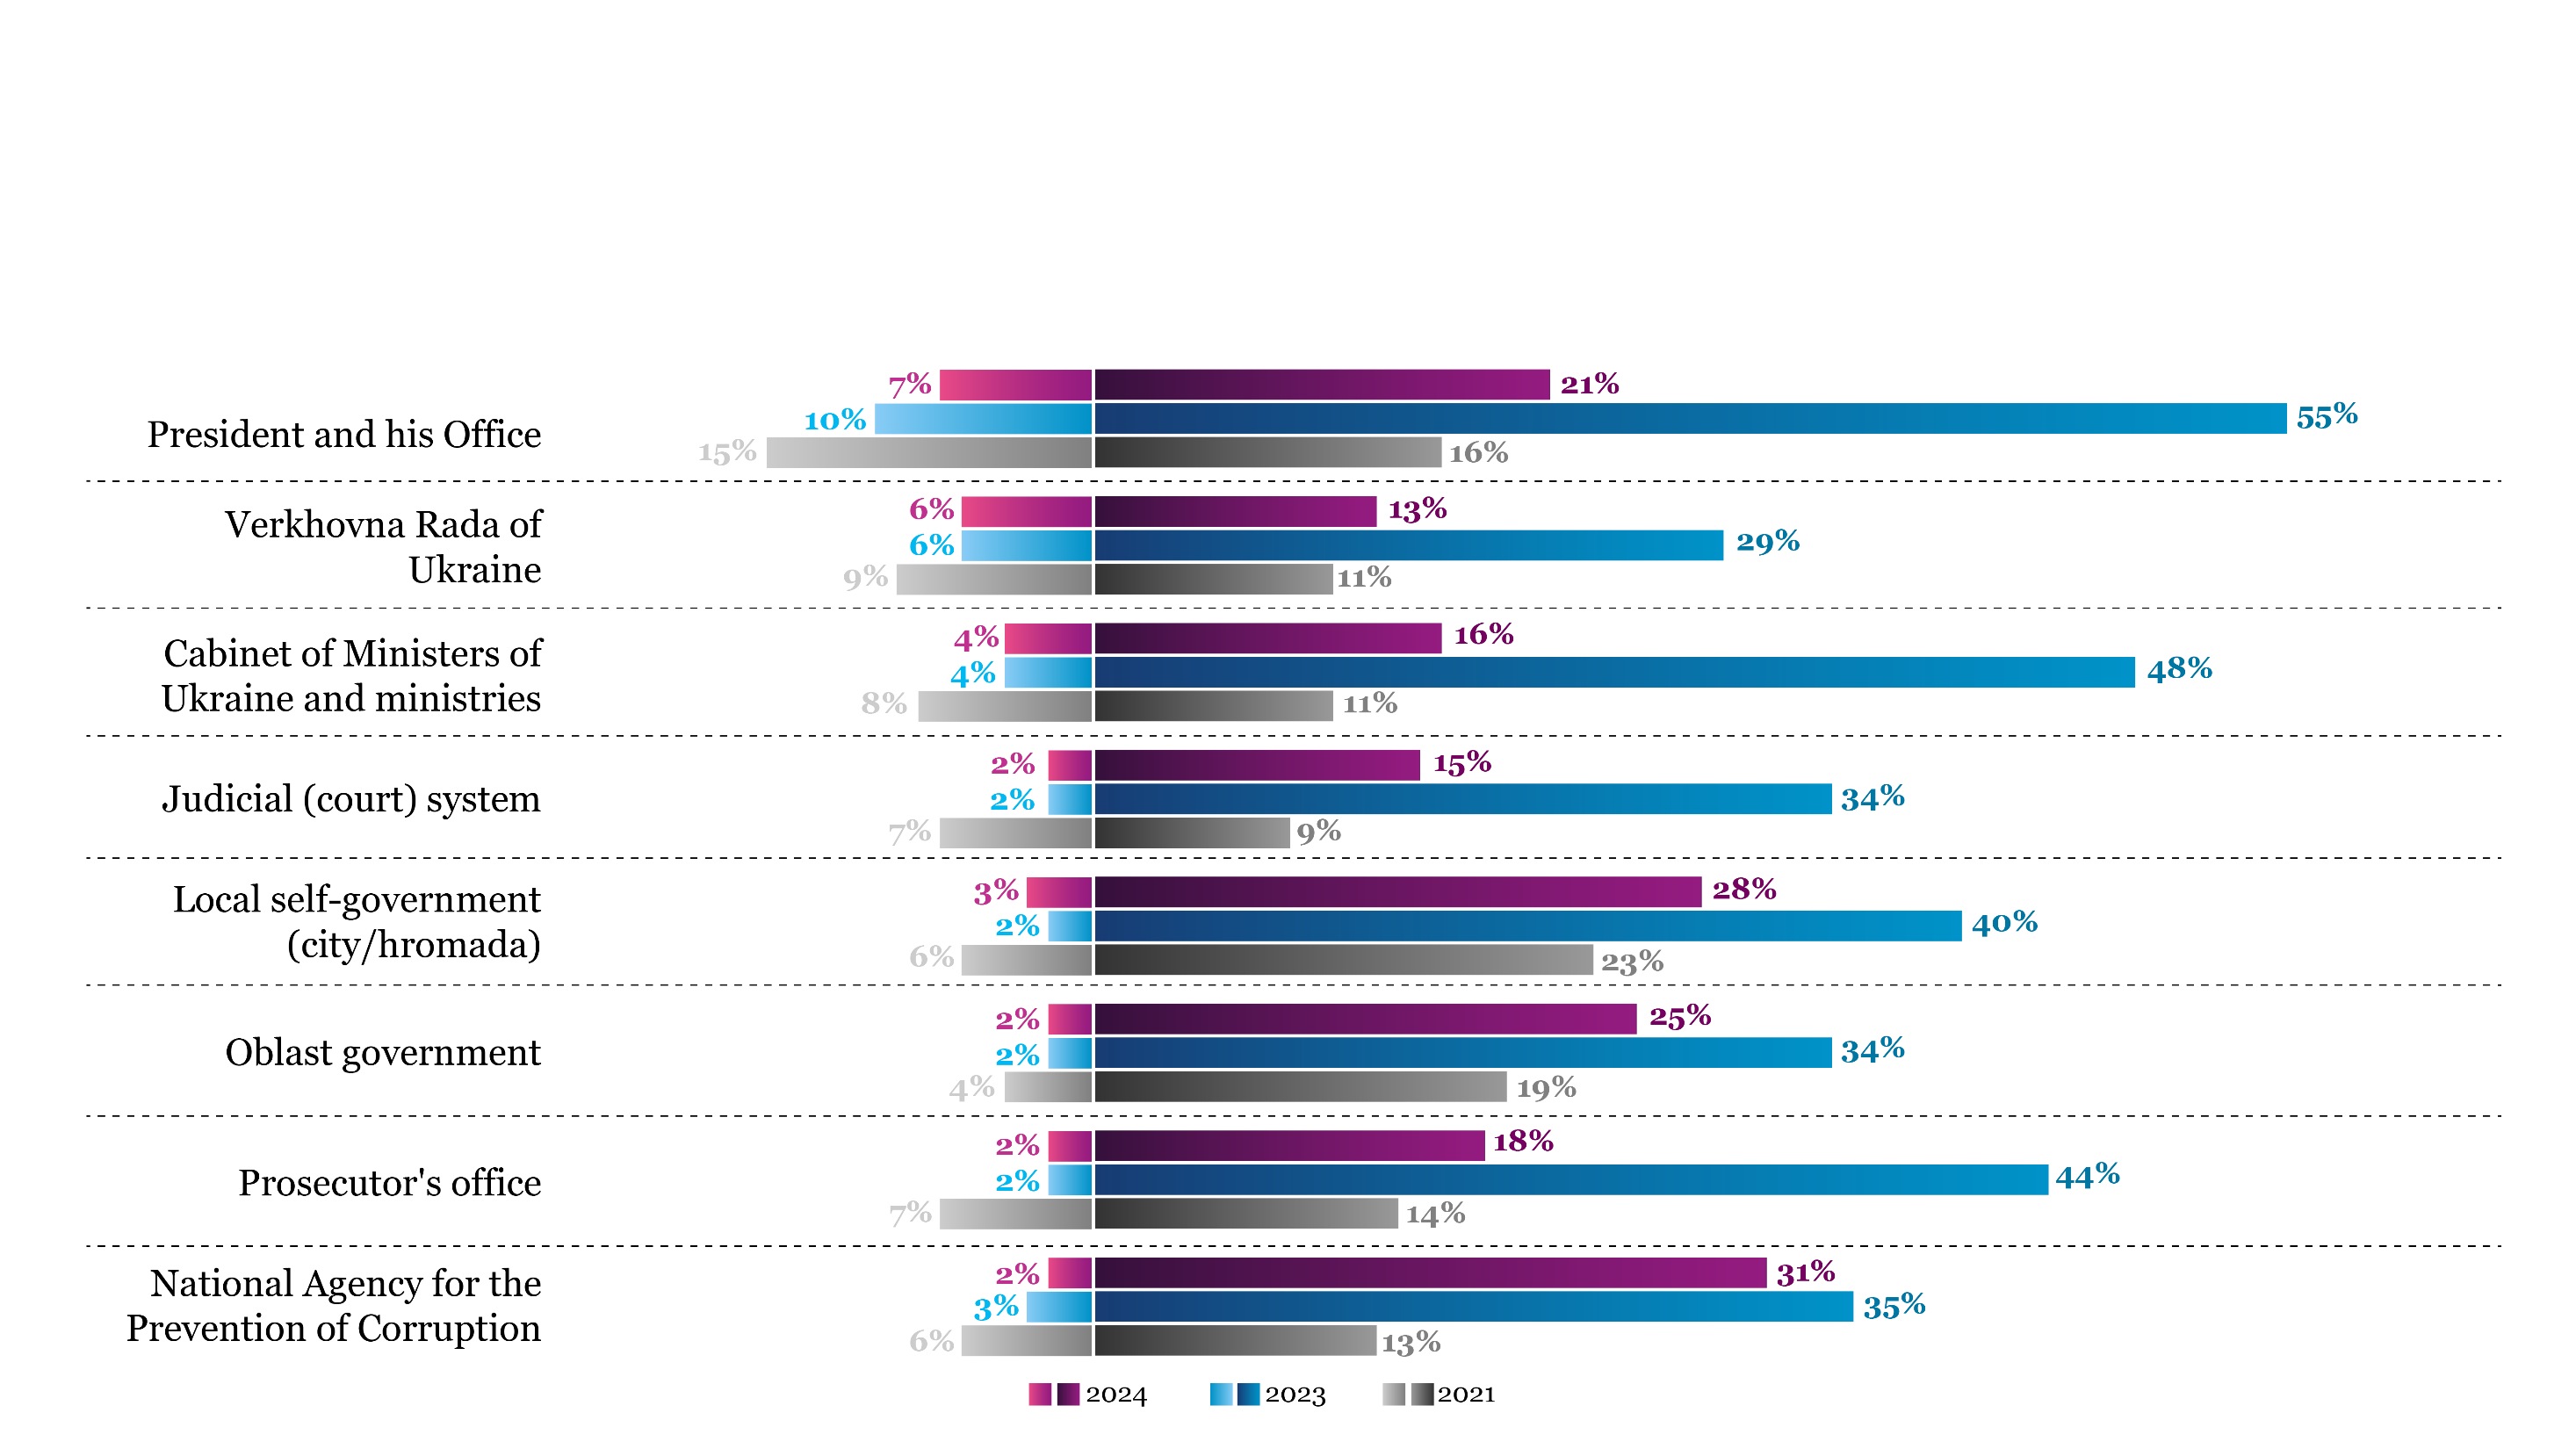 7% 21%
10% 55%
President and his Office
15% 16%
6% 13%
Verkhovna Rada of
6% 29%
Ukraine
9% 11%
4% 16%
Cabinet of Ministers of
4% 48%
Ukraine and ministries
8% 11%
2% 15%
Judicial (court) system
2% 34%
7% 9%
3% 28%
Local self-government
2% 40%
(city/hromada)
6% 23%
2% 25%
Oblast government
2% 34%
4% 19%
2% 18%
Prosecutor's office
2% 44%
7% 14%
2% 31%
National Agency for the
3% 35%
Prevention of Corruption
6% 13%
2024 2023 2021